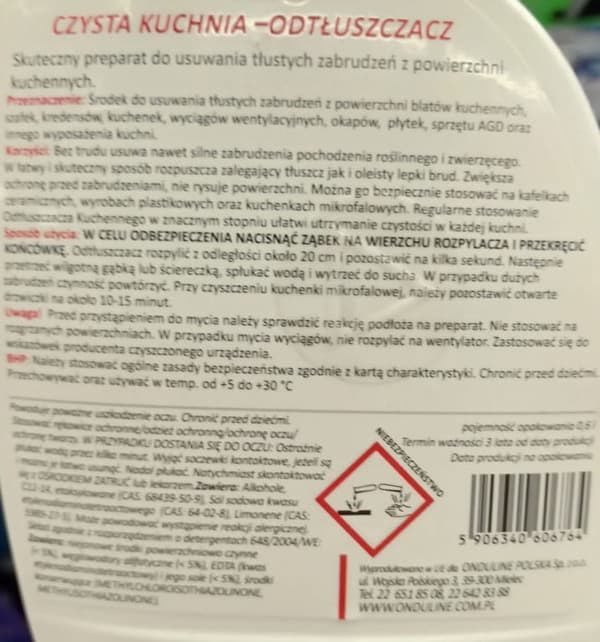 CZYSTA KUCHNIA –ODTŁUSZCZACZ
Skuteczny preparat do usuwania tłustych zabrudzeń z powierzchni
kuchennych.
Przeznaczenie: Środek do usuwania tłustych zabrudzeń z powierzchni blatów kuchennych,
szafek, kredensów, kuchenek, wyciągów wentylacyjnych, okapów, płytek, sprzętu AGD oraz
innego wyposażenia kuchni.
Korzyści: Bez trudu usuwa nawet silne zabrudzenia pochodzenia roślinnego i zwierzęcego.
W łatwy i skuteczny sposób rozpuszcza zalegający tłuszcz jak i oleisty lepki brud. Zwiększa
ochronę przed zabrudzeniami, nie rysuje powierzchni. Można go bezpiecznie stosować na kafelkach
ceramicznych, wyrobach plastikowych oraz kuchenkach mikrofalowych. Regularne stosowanie
Odtłuszczacza Kuchennego w znacznym stopniu ułatwi utrzymanie czystości w każdej kuchni.
Sposób użycia: W CELU ODBEZPIECZENIA NACISNĄĆ ZĄBEK NA WIERZCHU ROZPYLACZA I PRZEKRĘCIĆ
KOŃCÓWKĘ. Odtłuszczacz rozpylić z odległości około 20 cm i pozostawić na kilka sekund. Następnie
przetrzeć wilgotną gąbką lub ściereczką, spłukać wodą i wytrzeć do sucha. W przypadku dużych
zabrudzeń czynność powtórzyć. Przy czyszczeniu kuchenki mikrofalowej, należy pozostawić otwarte
drzwiczki na około 10-15 minut.
Uwaga! Przed przystąpieniem do mycia należy sprawdzić reakcję podłoża na preparat. Nie stosować na
rozgrzanych powierzchniach. W przypadku mycia wyciągów, nie rozpylać na wentylator. Zastosować się do
wskazówek producenta czyszczonego urządzenia.
BHP: Należy stosować ogólne zasady bezpieczeństwa zgodnie z kartą charakterystyki. Chronić przed dziećmi.
Przechowywać oraz używać w temp. od +5 do +30 °C
Powoduje poważne uszkodzenie oczu. Chronić przed dziećmi.
Stosować rękawice ochronne/odzież ochronną/ochronę oczu/
ochronę twarzy. W PRZYPADKU DOSTANIA SIĘ DO OCZU: Ostrożnie
płukać wodą przez kilka minut. Wyjąć soczewki kontaktowe, jeżeli są
i można je łatwo usunąć. Nadal płukać. Natychmiast skontaktować
się z OŚRODKIEM ZATRUĆ lub lekarzem. Zawiera: Alkohole,
C12-14, etoksylowane (CAS: 68439-50-9), Sól sodowa kwasu
etylenodiaminotetraoctowego (CAS: 64-02-8), Limonene (CAS:
5989-27-5). Może powodować wystąpienie reakcji alergicznej.
Skład zgodnie z rozporządzeniem o detergentach 648/2004/WE:
Zawiera: niejonowe środki powierzchniowo czynne
(< 5%), węglowodory alifatyczne (< 5%), EDTA (kwas
etylenodiaminotetraoctowy) i jego sole (< 5%), środki
konserwujące (METHYLCHLOROISOTHIAZOLINONE,
METHYLISOTHIAZOLINONE).
NIEBEZPIECZEŃSTWO
pojemność opakowania 0,6 l
Termin ważności 3 lata od daty produkcji
Data produkcji na opakowaniu
5 906340 606764
Wyprodukowano w UE dla ONDULINE POLSKA Sp. z o.o.
ul. Wojska Polskiego 3, 39-300 Mielec
Tel. 22 651 85 08, 22 642 83 88
WWW.ONDULINE.COM.PL